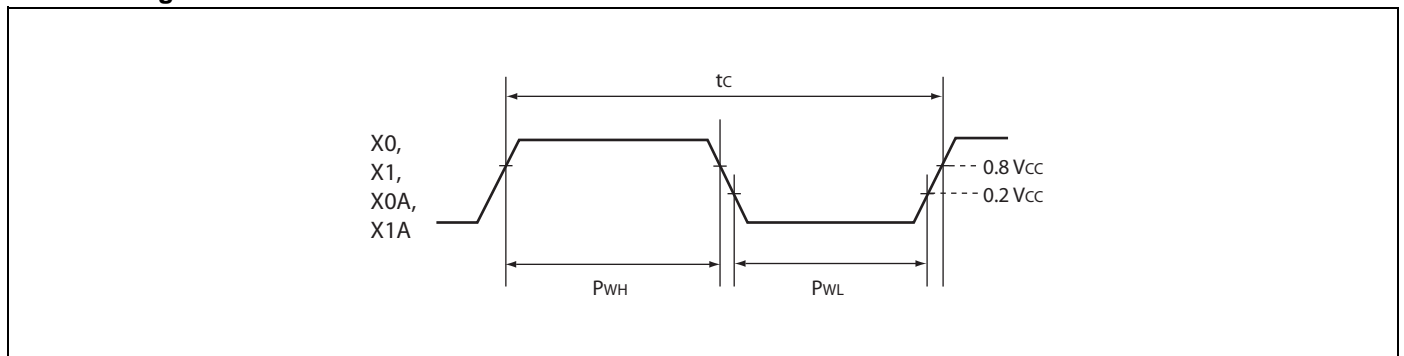 tC
X0,
X1,
X0A,
X1A
0.8 VCC
0.2 VCC
PWH
PWL